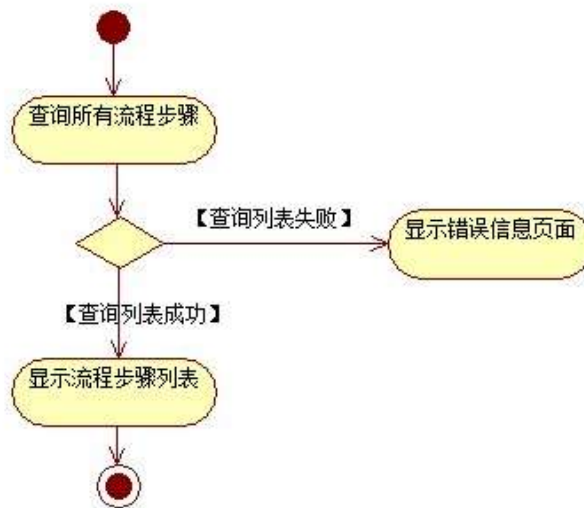 查询所有流程步骤
【查询列表失败】
显示错误信息页面
【查询列表成功】
显示流程步骤列表